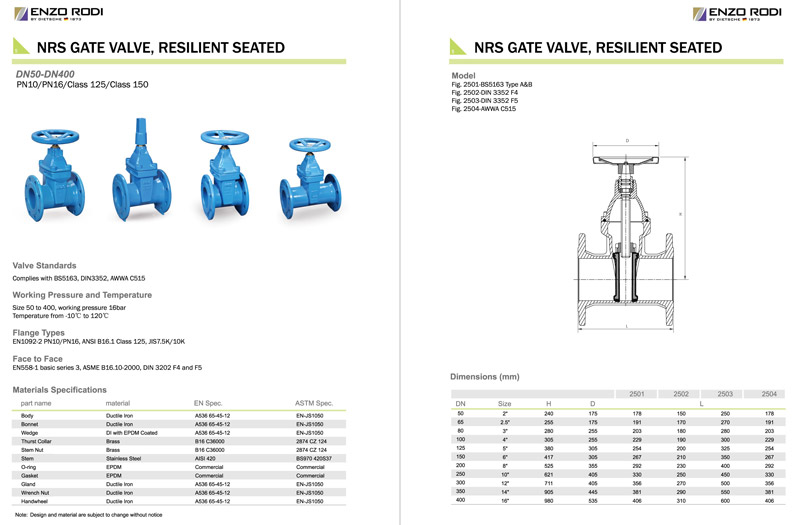 ENZO RODI
BY DIETSCHE 1873
NRS GATE VALVE, RESILIENT SEATED
DN50-DN400
PN10/PN16/Class 125/Class 150
Valve Standards
Complies with BS5163, DIN3352, AWWA C515
Working Pressure and Temperature
Size 50 to 400, working pressure 16bar
Temperature from -10℃ to 120℃
Flange Types
EN1092-2 PN10/PN16, ANSI B16.1 Class 125, JIS7.5K/10K
Face to Face
EN558-1 basic series 3, ASME B16.10-2000, DIN 3202 F4 and F5
Materials Specifications
part name material EN Spec. ASTM Spec.
Body Ductile Iron A536 65-45-12 EN-JS1050
Bonnet Ductile Iron A536 65-45-12 EN-JS1050
Wedge DI with EPDM Coated A536 65-45-12 EN-JS1050
Thurst Collar Brass B16 C36000 2874 CZ 124
Stem Nut Brass B16 C36000 2874 CZ 124
Stem Stainless Steel AISI 420 BS970 420S37
O-ring EPDM Commercial Commercial
Gasket EPDM Commercial Commercial
Gland Ductile Iron A536 65-45-12 EN-JS1050
Wrench Nut Ductile Iron A536 65-45-12 EN-JS1050
Handwheel Ductile Iron A536 65-45-12 EN-JS1050
Note: Design and material are subject to change without notice
ENZO RODI
BY DIETSCHE 1873
NRS GATE VALVE, RESILIENT SEATED
Model
Fig. 2501-BS5163 Type A&B
Fig. 2502-DIN 3352 F4
Fig. 2503-DIN 3352 F5
Fig. 2504-AWWA C515
D
H
L
Dimensions (mm)
2501 2502 2503 2504
DN Size H D L
50 2" 240 175 178 150 250 178
65 2.5" 255 175 191 170 270 191
80 3" 280 255 203 180 280 203
100 4" 305 255 229 190 300 229
125 5" 360 305 254 200 325 254
150 6" 417 305 267 210 350 267
200 8" 525 355 292 230 400 292
250 10" 621 405 330 250 450 330
300 12" 711 405 356 270 500 356
350 14" 905 445 381 290 550 381
400 16" 980 535 406 310 600 406